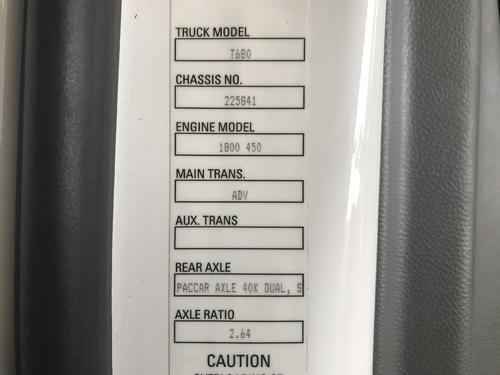 TRUCK MODEL
T680
CHASSIS NO.
225841
ENGINE MODEL
1800 450
MAIN TRANS.
ADV
AUX. TRANS
REAR AXLE
PACCAR AXLE 40K DUAL, S
AXLE RATIO
2.64
CAUTION